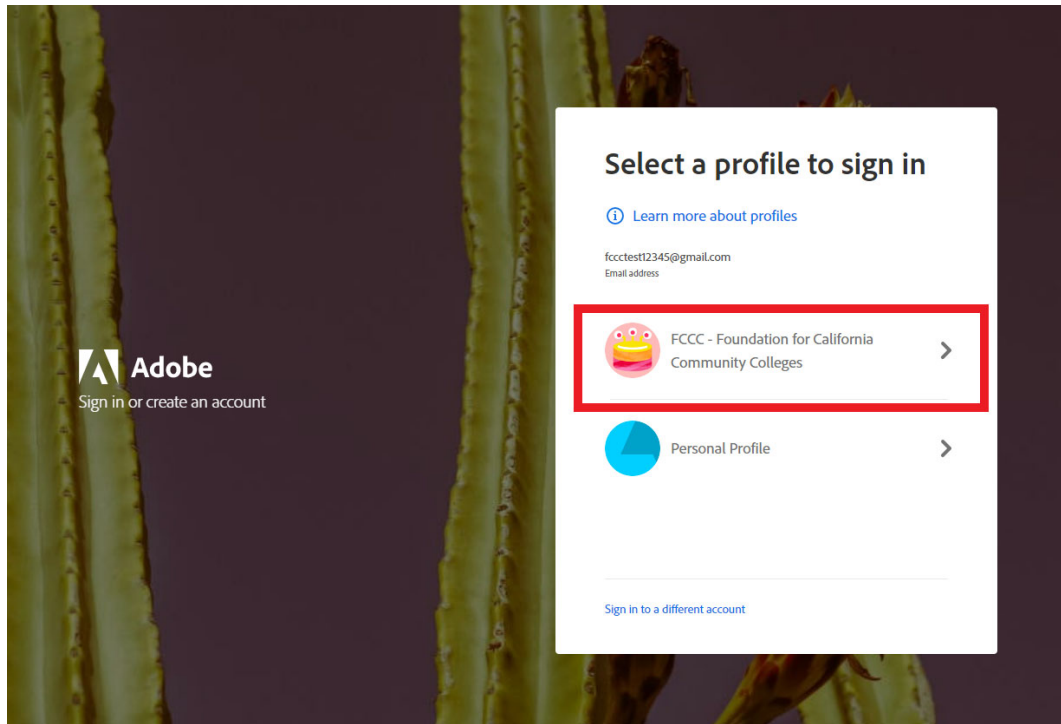 Adobe
Sign in or create an account
Select a profile to sign in
Learn more about profiles
fccctest12345@gmail.com
Email address
FCCC - Foundation for California
Community Colleges
Personal Profile
Sign in to a different account